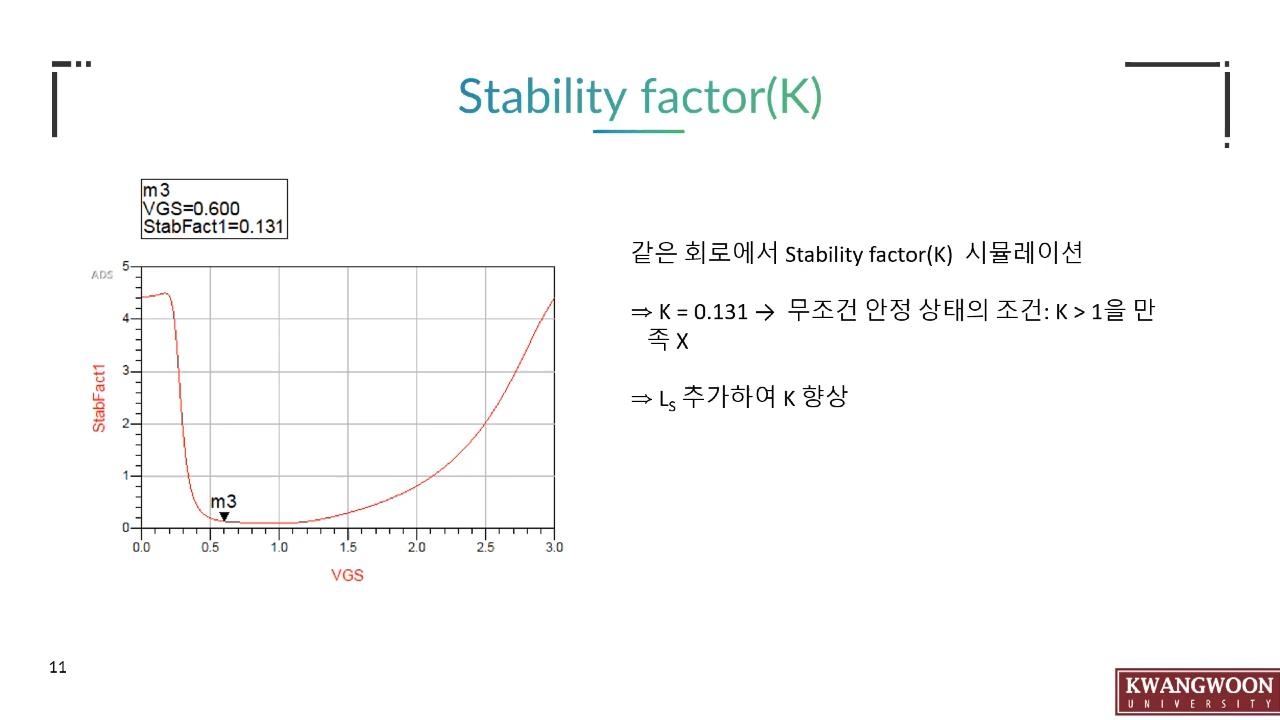 Stability factor(K)
m3
VGS=0.600
StabFact1=0.131
ADS
5
4
3
2
1
0
StabFact1
m3
0.0 0.5 1.0 1.5 2.0 2.5 3.0
VGS
같은 회로에서 Stability factor(K) 시뮬레이션
⇒ K = 0.131 → 무조건 안정 상태의 조건: K > 1을 만
족 X
⇒ LS 추가하여 K 향상
11
KWANGWOON
UNIVERSITY